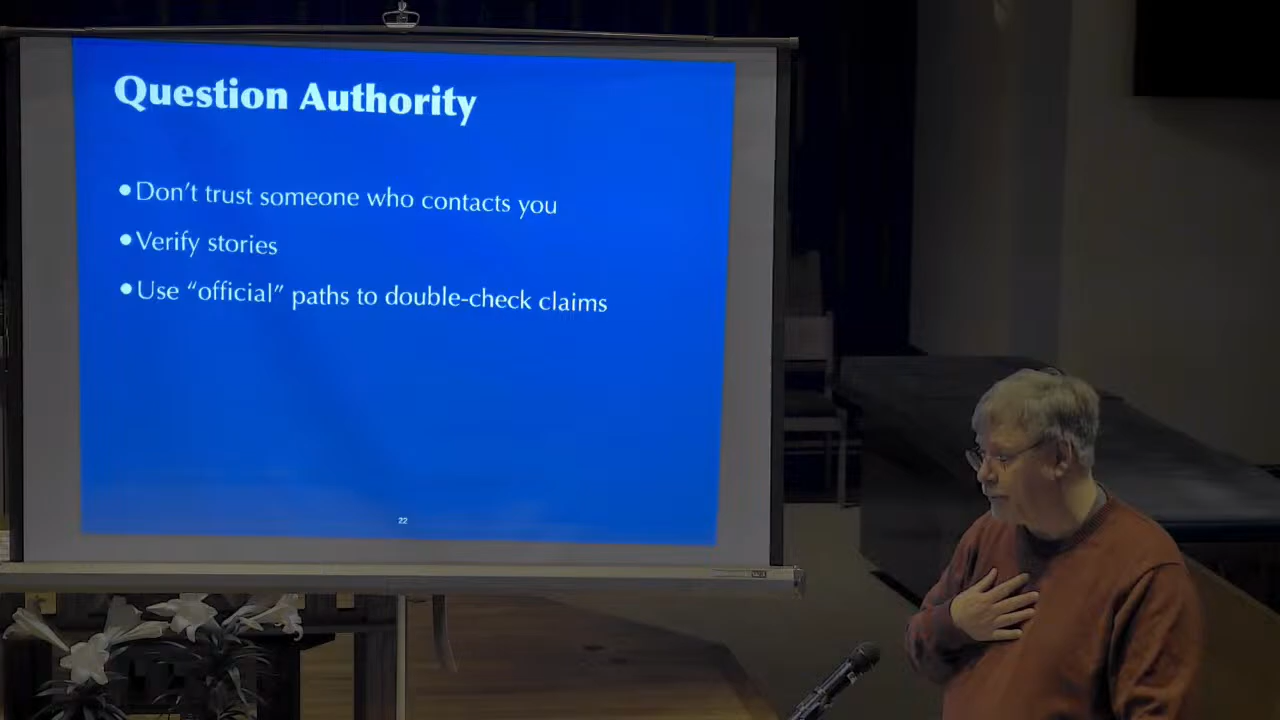 Question Authority
•Don't trust someone who contacts you
•Verify stories
•Use “official” paths to double-check claims
22